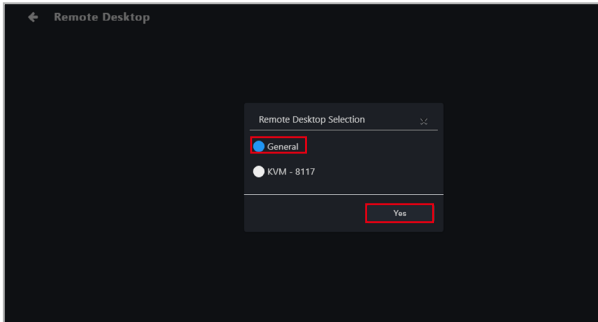 Remote Desktop
Remote Desktop Selection
General
KVM - 8117
Yes